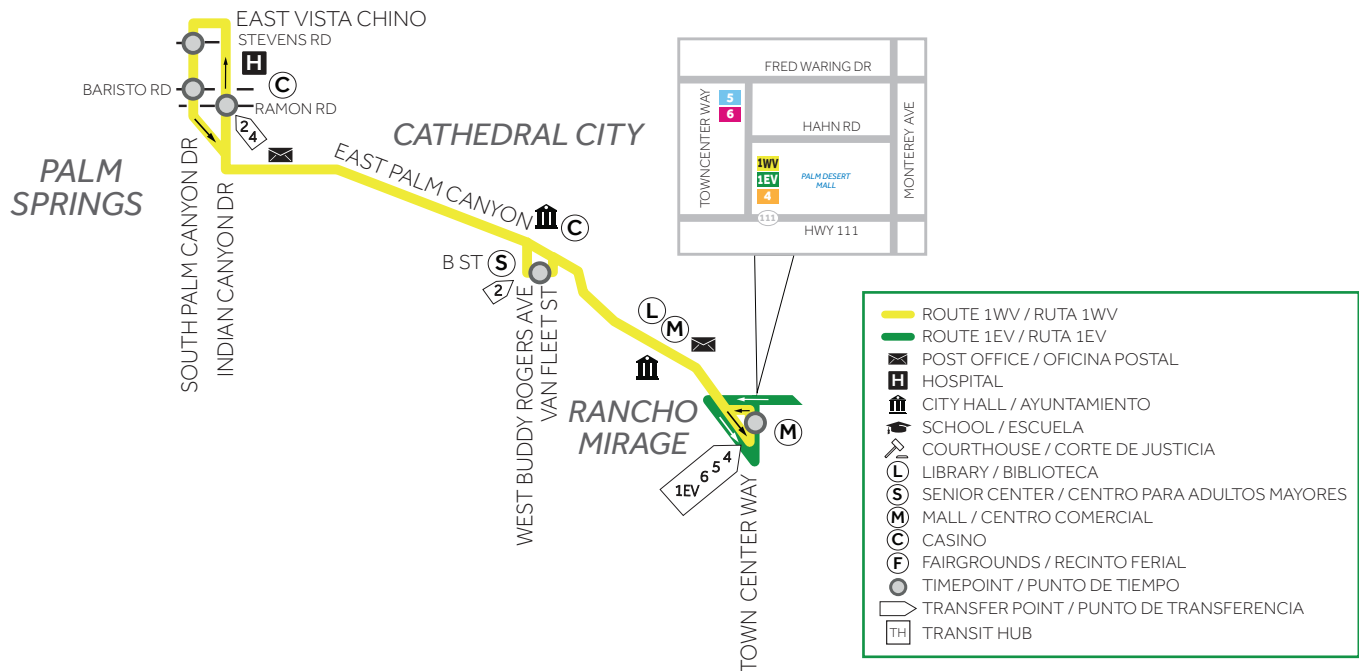 EAST VISTA CHINO
STEVENS RD
H
C
BARISTO RD
RAMON RD
2 4
PALM
SPRINGS
SOUTH PALM CANYON DR
INDIAN CANYON DR
CATHEDRAL CITY
EAST PALM CANYON
C
B ST
S
2
WEST BUDDY ROGERS AVE
VAN FLEET ST
L
M
RANCHO
MIRAGE
M
1EV 6 5 4
TOWN CENTER WAY
FRED WARING DR
TOWNCENTER WAY
5
6
HAHN RD
MONTEREY AVE
1WV
1EV
4
PALM DESERT
MALL
111
HWY 111
ROUTE 1WV / RUTA 1WV
ROUTE 1EV / RUTA 1EV
POST OFFICE / OFICINA POSTAL
H HOSPITAL
CITY HALL / AYUNTAMIENTO
SCHOOL / ESCUELA
COURTHOUSE / CORTE DE JUSTICIA
L LIBRARY / BIBLIOTECA
S SENIOR CENTER / CENTRO PARA ADULTOS MAYORES
M MALL / CENTRO COMERCIAL
C CASINO
F FAIRGROUNDS / RECINTO FERIAL
TIMEPOINT / PUNTO DE TIEMPO
TRANSFER POINT / PUNTO DE TRANSFERENCIA
TH TRANSIT HUB